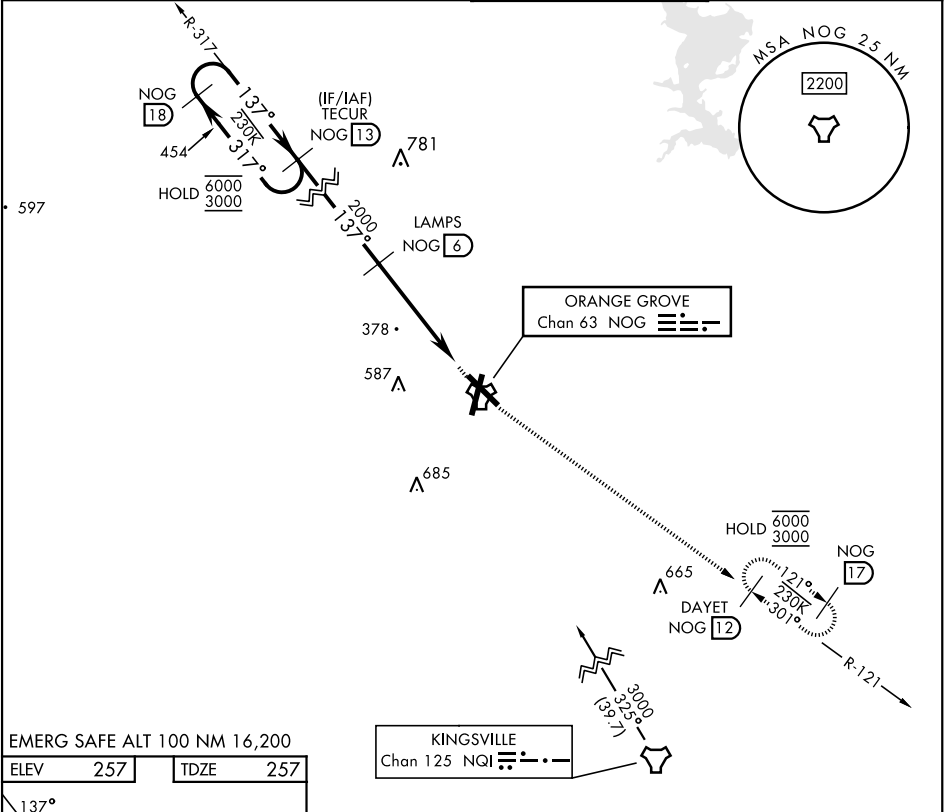 R-317
MSA NOG 25 NM
2200
NOG
18
137°
230K
317°
454
(IF/IAF)
TECUR
NOG 13
781
HOLD 6000
3000
597
2000
137°
LAMPS
NOG 6
ORANGE GROVE
Chan 63 NOG
378
587
685
HOLD 6000
3000
NOG
17
121°
230K
301°
665
DAYET
NOG 12
R-121
3000
325°
(39.7)
KINGSVILLE
Chan 125 NQI
EMERG SAFE ALT 100 NM 16,200
ELEV 257 TDZE 257
137°